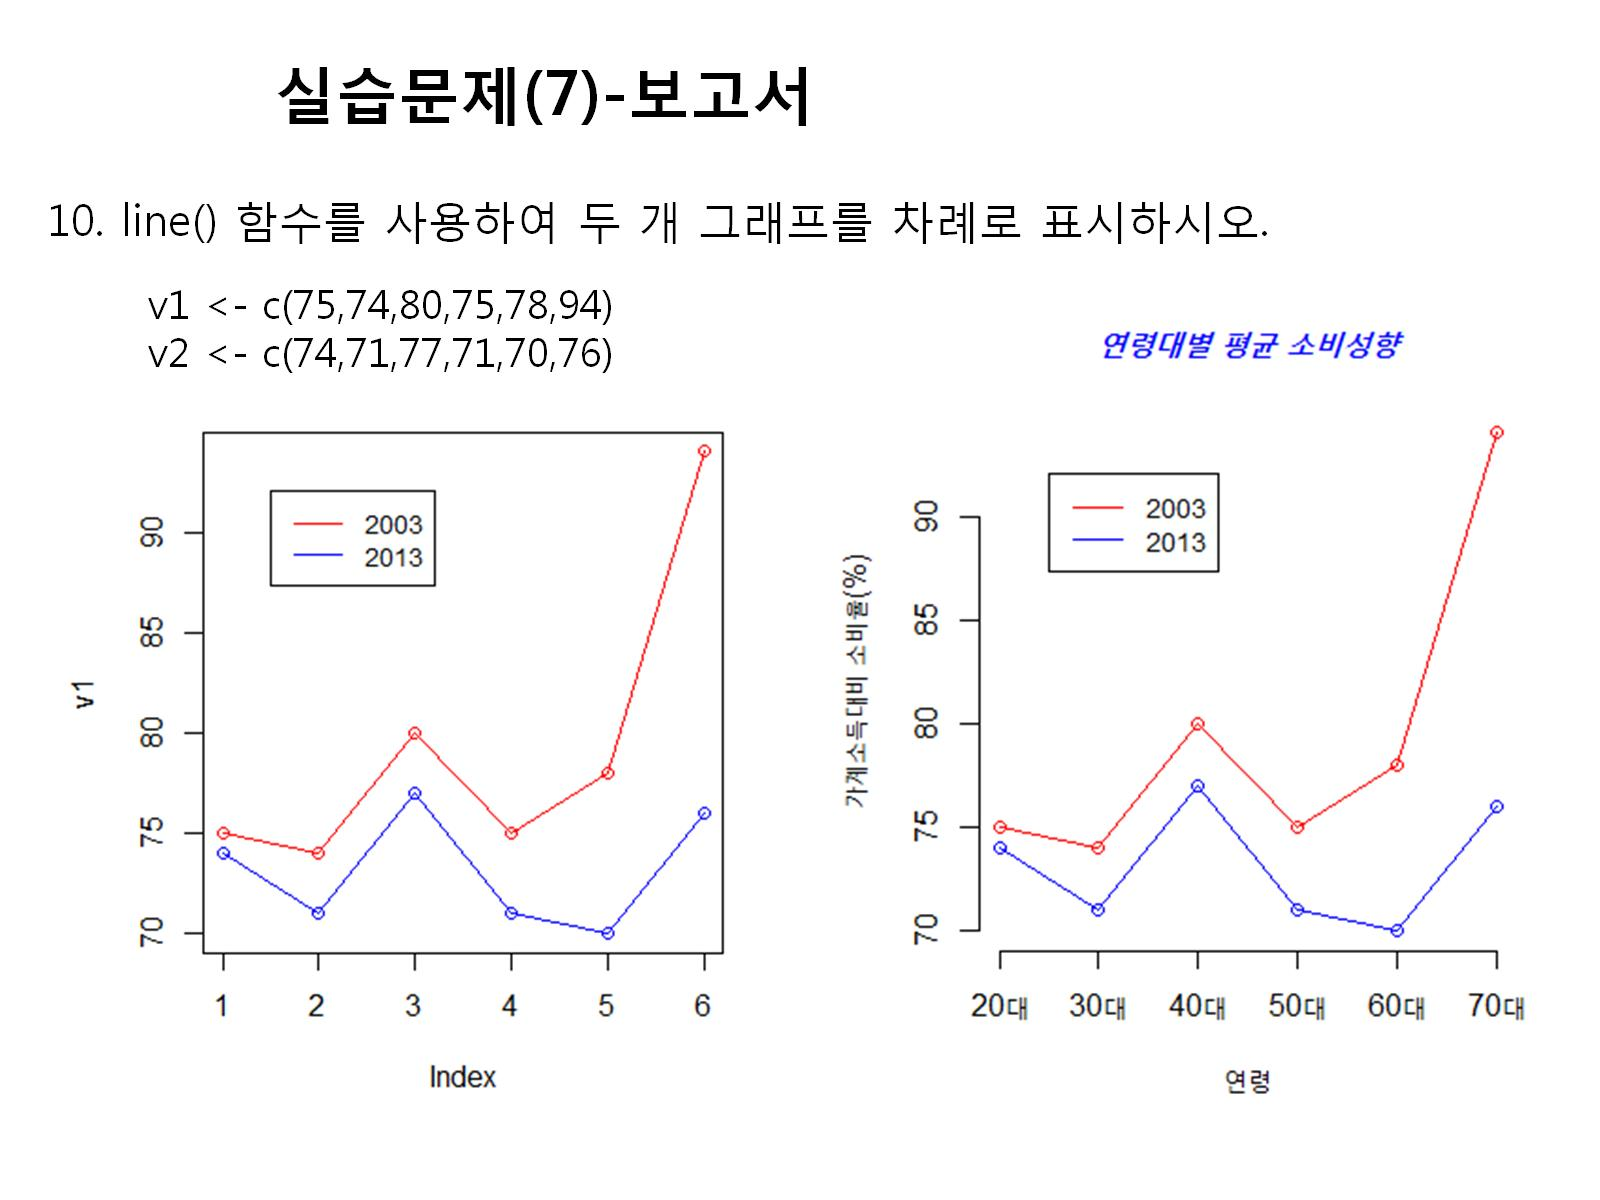 실습문제(7)-보고서
10. line() 함수를 사용하여 두 개 그래프를 차례로 표시하시오.
v1 <- c(75,74,80,75,78,94)
v2 <- c(74,71,77,71,70,76)
v1
90
85
80
75
70
2003
2013
1 2 3 4 5 6
Index
연령대별 평균 소비성향
가계소득대비 소비율(%)
90
85
80
75
70
2003
2013
20대 30대 40대 50대 60대 70대
연령